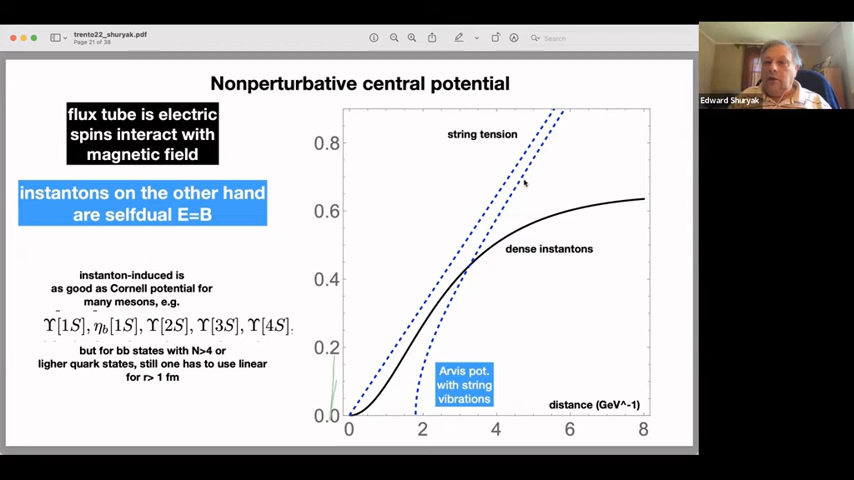 trento22_shuryak.pdf
Page 21 of 38
Search
Edward Shuryak
Nonperturbative central potential
flux tube is electric
spins interact with
magnetic field
instantons on the other hand
are selfdual E=B
instanton-induced is
as good as Cornell potential for
many mesons, e.g.
Υ[1S], ηb[1S], Υ[2S], Υ[3S], Υ[4S].
but for bb states with N>4 or
ligher quark states, still one has to use linear
for r> 1 fm
string tension
dense instantons
Arvis pot.
with string
vibrations
distance (GeV^-1)
0.8
0.6
0.4
0.2
0.0
0 2 4 6 8